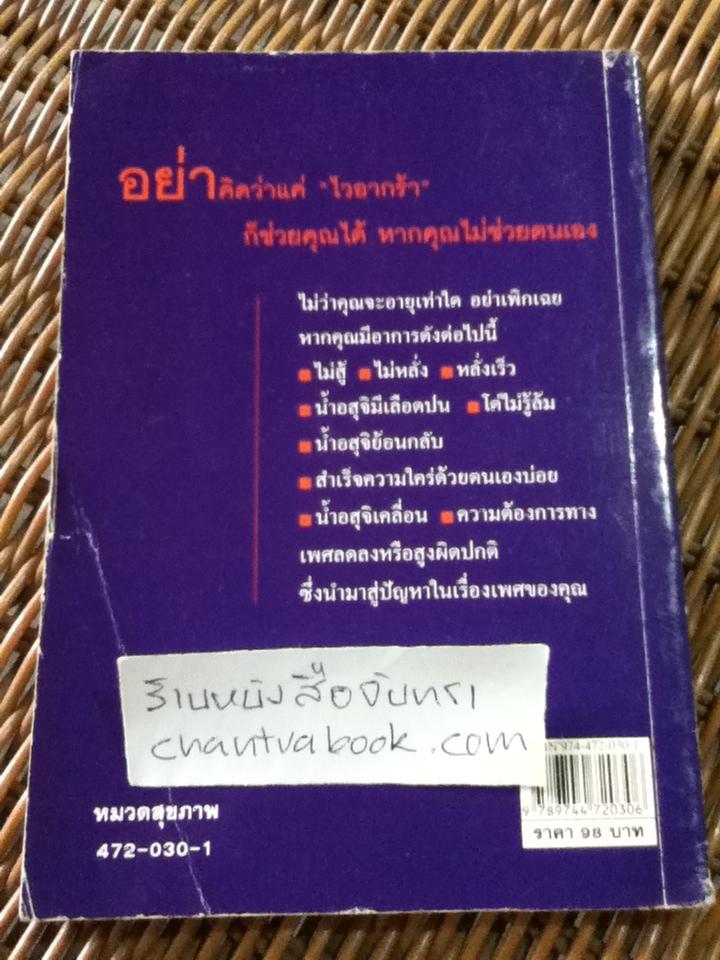 อย่าคิดว่าแค่ "ไวอากร้า"
ก็ช่วยคุณได้ หากคุณไม่ช่วยตนเอง
ไม่ว่าคุณจะอายุเท่าใด อย่าเพิกเฉย
หากคุณมีอาการดังต่อไปนี้
■ ไม่สู้ ■ ไม่หลั่ง ■ หลั่งเร็ว
■ น้ำอสุจิมีเลือดปน ■ โด่ไม่รู้ล้ม
■ น้ำอสุจิย้อนกลับ
■ สำเร็จความใคร่ด้วยตนเองบ่อย
■ น้ำอสุจิเคลื่อน ■ ความต้องการทาง
เพศลดลงหรือสูงผิดปกติ
ซึ่งนำมาสู่ปัญหาในเรื่องเพศของคุณ
ร้านหนังสือจันทรา
chantrabook.com
974-472-030-1
9 789744 720306
ราคา 98 บาท
หมวดสุขภาพ
472-030-1